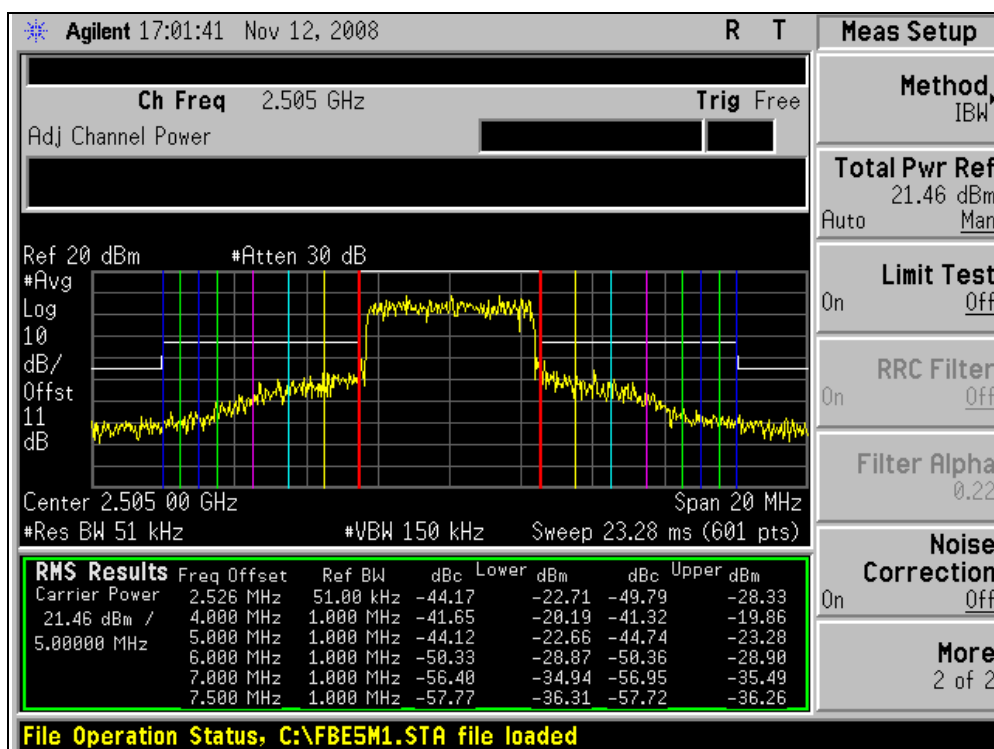 Agilent 17:01:41 Nov 12, 2008 R T
Meas Setup
Ch Freq 2.505 GHz Trig Free
Adj Channel Power
Method
IBW
Total Pwr Ref
21.46 dBm
Auto Man
Limit Test
On Off
RRC Filter
On Off
Filter Alpha
0.22
Noise
Correction
On Off
More
2 of 2
Ref 20 dBm #Atten 30 dB
#Avg
Log
10
dB/
Offst
11
dB
Center 2.505 00 GHz Span 20 MHz
#Res BW 51 kHz #VBW 150 kHz Sweep 23.28 ms (601 pts)
RMS Results Freq Offset Ref BW dBc Lower dBm dBc Upper dBm
Carrier Power 2.526 MHz 51.00 kHz -44.17 -22.71 -49.79 -28.33
21.46 dBm / 4.000 MHz 1.000 MHz -41.65 -20.19 -41.32 -19.86
5.00000 MHz 5.000 MHz 1.000 MHz -44.12 -22.66 -44.74 -23.28
6.000 MHz 1.000 MHz -50.33 -28.87 -50.36 -28.90
7.000 MHz 1.000 MHz -56.40 -34.94 -56.95 -35.49
7.500 MHz 1.000 MHz -57.77 -36.31 -57.72 -36.26
File Operation Status, C:\FBE5M1.STA file loaded